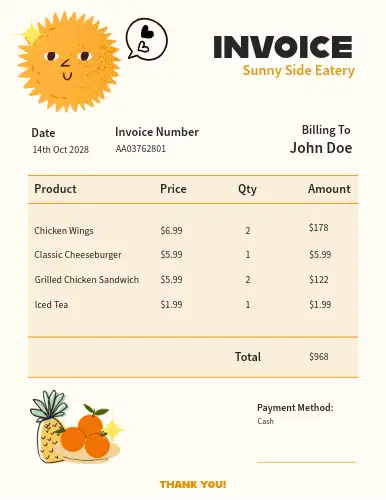 INVOICE
Sunny Side Eatery
Date
14th Oct 2028
Invoice Number
AA03762801
Billing To
John Doe
Product Price Qty Amount
Chicken Wings $6.99 2 $178
Classic Cheeseburger $5.99 1 $5.99
Grilled Chicken Sandwich $5.99 2 $122
Iced Tea $1.99 1 $1.99
Total $968
Payment Method:
Cash
THANK YOU!